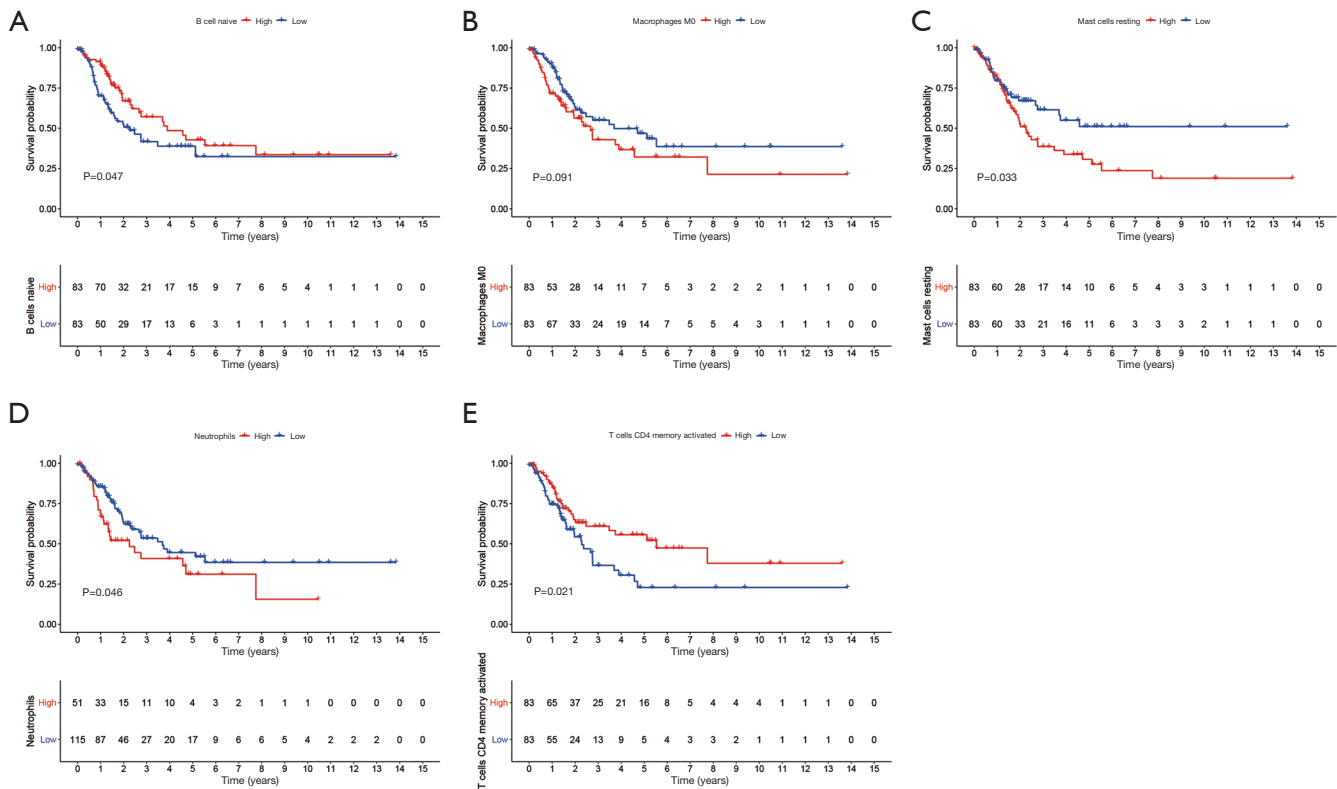 A
B cell naive High Low
Survival probability
1.00
0.75
0.50
0.25
0.00
P=0.047
0 1 2 3 4 5 6 7 8 9 10 11 12 13 14 15
Time (years)
B cells naive
High 83 70 32 21 17 15 9 7 6 5 4 1 1 1 0 0
Low 83 50 29 17 13 6 3 1 1 1 1 1 1 1 0 0
0 1 2 3 4 5 6 7 8 9 10 11 12 13 14 15
Time (years)
B
Macrophages M0 High Low
Survival probability
1.00
0.75
0.50
0.25
0.00
P=0.091
0 1 2 3 4 5 6 7 8 9 10 11 12 13 14 15
Time (years)
Macrophages M0
High 83 53 28 14 11 7 5 3 2 2 2 1 1 1 0 0
Low 83 67 33 24 19 14 7 5 5 4 3 1 1 1 0 0
0 1 2 3 4 5 6 7 8 9 10 11 12 13 14 15
Time (years)
C
Mast cells resting High Low
Survival probability
1.00
0.75
0.50
0.25
0.00
P=0.033
0 1 2 3 4 5 6 7 8 9 10 11 12 13 14 15
Time (years)
Mast cells resting
High 83 60 28 17 14 10 6 5 4 3 3 1 1 1 0 0
Low 83 60 33 21 16 11 6 3 3 3 2 1 1 1 0 0
0 1 2 3 4 5 6 7 8 9 10 11 12 13 14 15
Time (years)
D
Neutrophils High Low
Survival probability
1.00
0.75
0.50
0.25
0.00
P=0.046
0 1 2 3 4 5 6 7 8 9 10 11 12 13 14 15
Time (years)
Neutrophils
High 51 33 15 11 10 4 3 2 1 1 0 0 0 0 0 0
Low 115 87 46 27 20 17 9 6 6 5 4 2 2 2 0 0
0 1 2 3 4 5 6 7 8 9 10 11 12 13 14 15
Time (years)
E
T cells CD4 memory activated High Low
Survival probability
1.00
0.75
0.50
0.25
0.00
P=0.021
0 1 2 3 4 5 6 7 8 9 10 11 12 13 14 15
Time (years)
T cells CD4 memory activated
High 83 65 37 25 21 16 8 5 4 4 4 1 1 1 0 0
Low 83 55 24 13 9 5 4 3 3 2 1 1 1 1 0 0
0 1 2 3 4 5 6 7 8 9 10 11 12 13 14 15
Time (years)